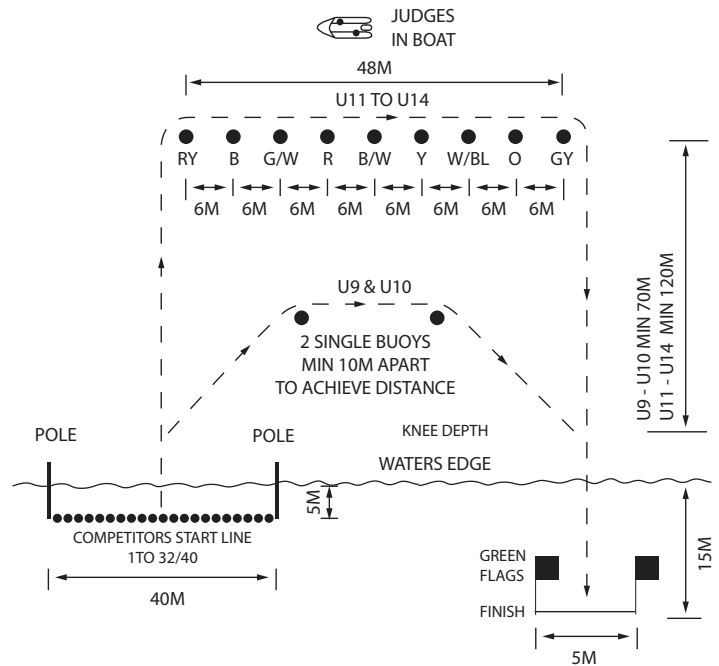 JUDGES
IN BOAT
48M
U11 TO U14
RY B G/W R B/W Y W/BL O GY
6M 6M 6M 6M 6M 6M 6M 6M
U9 & U10
2 SINGLE BUOYS
MIN 10M APART
TO ACHIEVE DISTANCE
U9 - U10 MIN 70M
U11 - U14 MIN 120M
POLE POLE
KNEE DEPTH
WATERS EDGE
5M
COMPETITORS START LINE
1TO 32/40
40M
GREEN
FLAGS
FINISH
15M
5M